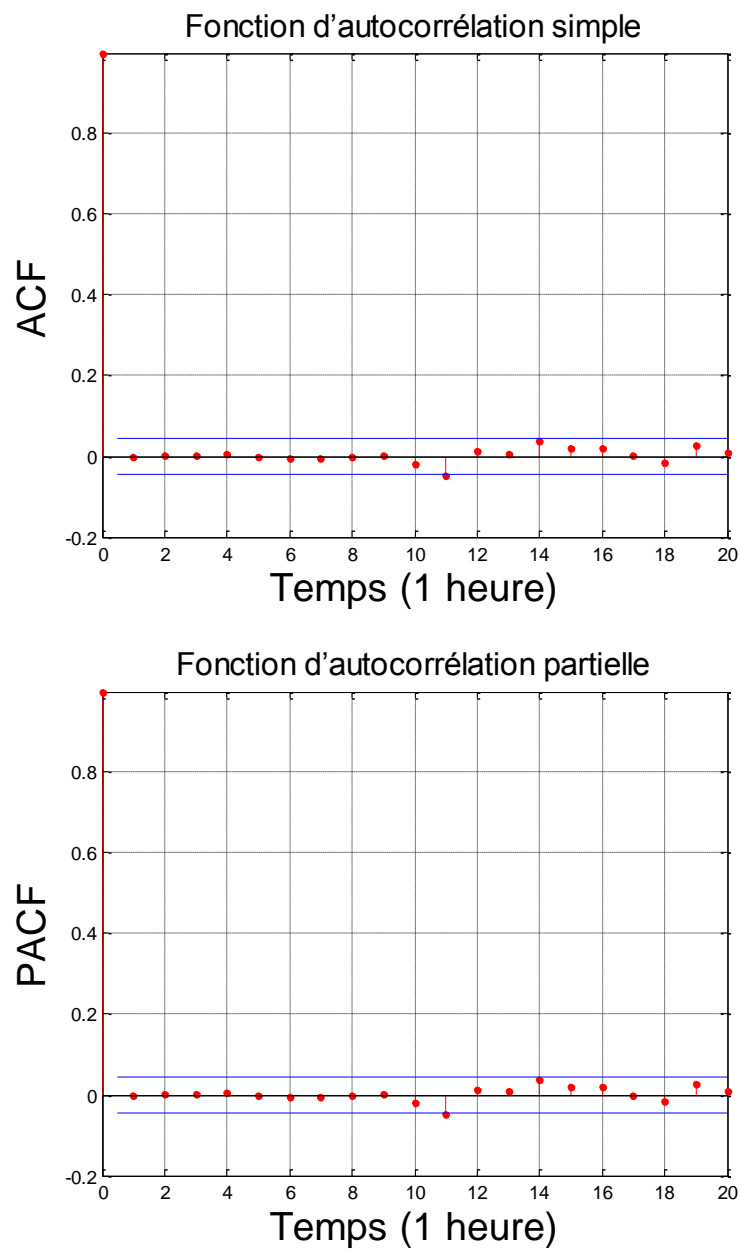 Fonction d’autocorrélation simple
0.8
0.6
0.4
0.2
0
-0.2
ACF
0 2 4 6 8 10 12 14 16 18 20
Temps (1 heure)
Fonction d’autocorrélation partielle
0.8
0.6
0.4
0.2
0
-0.2
PACF
0 2 4 6 8 10 12 14 16 18 20
Temps (1 heure)